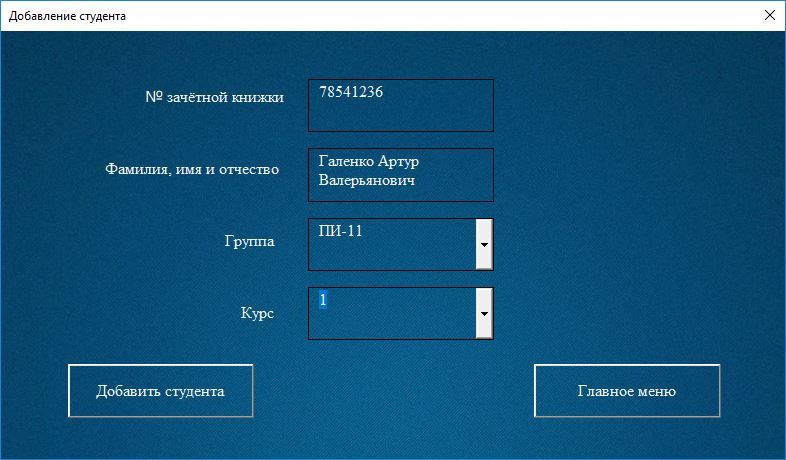 Добавление студента
№ зачётной книжки
78541236
Фамилия, имя и отчество
Галенко Артур
Валерьянович
Группа
ПИ-11
Курс
1
Добавить студента
Главное меню